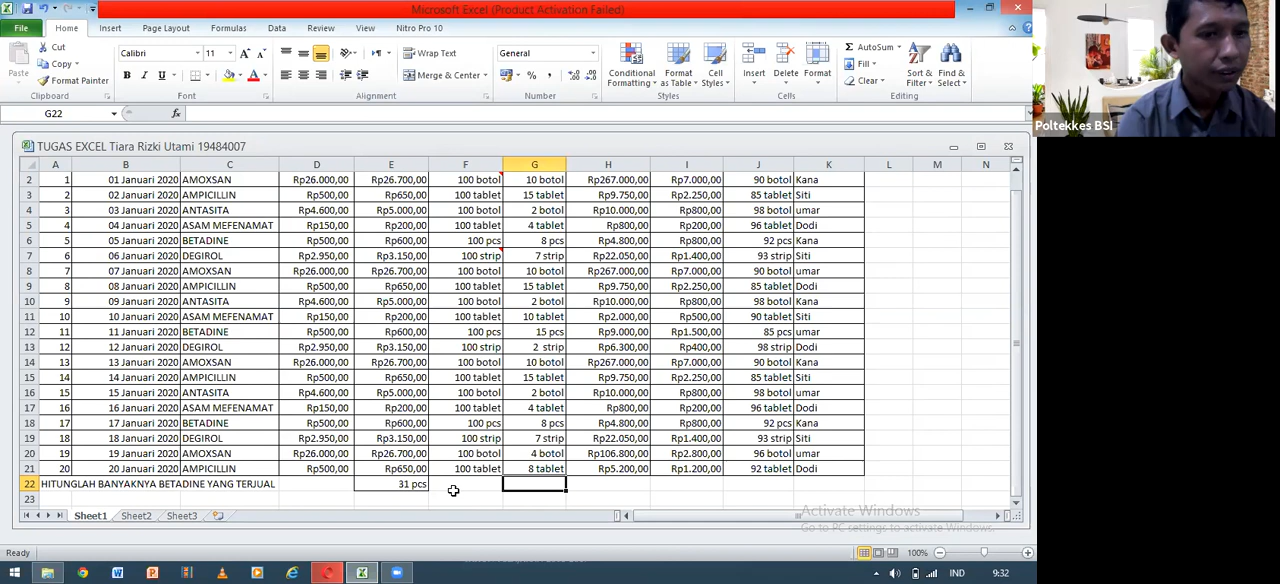 Microsoft Excel (Product Activation Failed)
File Home Insert Page Layout Formulas Data Review View Nitro Pro 10
Paste
Cut
Copy
Format Painter
Clipboard
Calibri 11
B I U
Font
Wrap Text
Merge & Center
Alignment
General
Number
Conditional Formatting
Format as Table
Cell Styles
Styles
Insert Delete Format
Cells
AutoSum
Fill
Clear
Sort & Filter
Find & Select
Editing
G22
TUGAS EXCEL Tiara Rizki Utami 19484007
A B C D E F G H I J K L M N
2 1 01 Januari 2020 AMOXSAN Rp26.000,00 Rp26.700,00 100 botol 10 botol Rp267.000,00 Rp7.000,00 90 botol Kana
3 2 02 Januari 2020 AMPICILLIN Rp500,00 Rp650,00 100 tablet 15 tablet Rp9.750,00 Rp2.250,00 85 tablet Siti
4 3 03 Januari 2020 ANTASITA Rp4.600,00 Rp5.000,00 100 botol 2 botol Rp10.000,00 Rp800,00 98 botol umar
5 4 04 Januari 2020 ASAM MEFENAMAT Rp150,00 Rp200,00 100 tablet 4 tablet Rp800,00 Rp200,00 96 tablet Dodi
6 5 05 Januari 2020 BETADINE Rp500,00 Rp600,00 100 pcs 8 pcs Rp4.800,00 Rp800,00 92 pcs Kana
7 6 06 Januari 2020 DEGIROL Rp2.950,00 Rp3.150,00 100 strip 7 strip Rp22.050,00 Rp1.400,00 93 strip Siti
8 7 07 Januari 2020 AMOXSAN Rp26.000,00 Rp26.700,00 100 botol 10 botol Rp267.000,00 Rp7.000,00 90 botol umar
9 8 08 Januari 2020 AMPICILLIN Rp500,00 Rp650,00 100 tablet 15 tablet Rp9.750,00 Rp2.250,00 85 tablet Dodi
10 9 09 Januari 2020 ANTASITA Rp4.600,00 Rp5.000,00 100 botol 2 botol Rp10.000,00 Rp800,00 98 botol Kana
11 10 10 Januari 2020 ASAM MEFENAMAT Rp150,00 Rp200,00 100 tablet 10 tablet Rp2.000,00 Rp500,00 90 tablet Siti
12 11 11 Januari 2020 BETADINE Rp500,00 Rp600,00 100 pcs 15 pcs Rp9.000,00 Rp1.500,00 85 pcs umar
13 12 12 Januari 2020 DEGIROL Rp2.950,00 Rp3.150,00 100 strip 2 strip Rp6.300,00 Rp400,00 98 strip Dodi
14 13 13 Januari 2020 AMOXSAN Rp26.000,00 Rp26.700,00 100 botol 10 botol Rp267.000,00 Rp7.000,00 90 botol Kana
15 14 14 Januari 2020 AMPICILLIN Rp500,00 Rp650,00 100 tablet 15 tablet Rp9.750,00 Rp2.250,00 85 tablet Siti
16 15 15 Januari 2020 ANTASITA Rp4.600,00 Rp5.000,00 100 botol 2 botol Rp10.000,00 Rp800,00 98 botol umar
17 16 16 Januari 2020 ASAM MEFENAMAT Rp150,00 Rp200,00 100 tablet 4 tablet Rp800,00 Rp200,00 96 tablet Dodi
18 17 17 Januari 2020 BETADINE Rp500,00 Rp600,00 100 pcs 8 pcs Rp4.800,00 Rp800,00 92 pcs Kana
19 18 18 Januari 2020 DEGIROL Rp2.950,00 Rp3.150,00 100 strip 7 strip Rp22.050,00 Rp1.400,00 93 strip Siti
20 19 19 Januari 2020 AMOXSAN Rp26.000,00 Rp26.700,00 100 botol 4 botol Rp106.800,00 Rp2.800,00 96 botol umar
21 20 20 Januari 2020 AMPICILLIN Rp500,00 Rp650,00 100 tablet 8 tablet Rp5.200,00 Rp1.200,00 92 tablet Dodi
22 HITUNGLAH BANYAKNYA BETADINE YANG TERJUAL 31 pcs
23
Sheet1 Sheet2 Sheet3
Activate Windows
Go to PC settings to activate Windows.
Ready
100%
IND 9:32
Poltekkes BSI